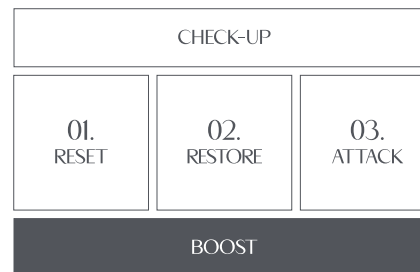 CHECK-UP
01.
RESET
02.
RESTORE
03.
ATTACK
BOOST